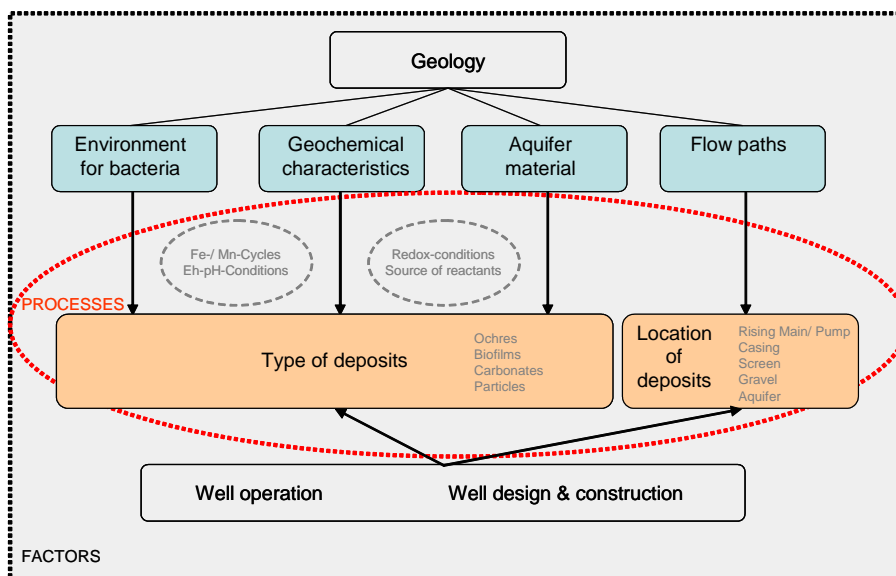 Geology
Environment
for bacteria
Geochemical
characteristics
Aquifer
material
Flow paths
Fe-/ Mn-Cycles
Eh-pH-Conditions
Redox-conditions
Source of reactants
PROCESSES
Type of deposits
Ochres
Biofilms
Carbonates
Particles
Location
of
deposits
Rising Main/ Pump
Casing
Screen
Gravel
Aquifer
Well operation
Well design & construction
FACTORS